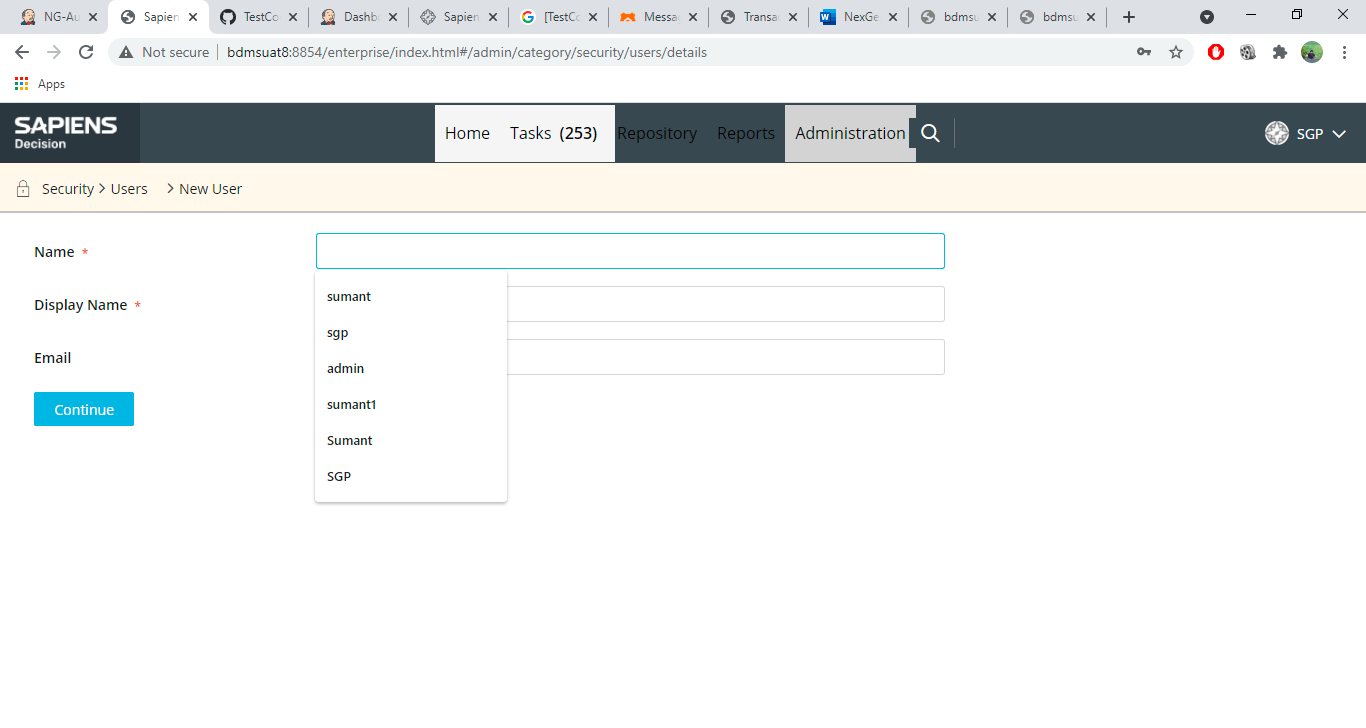 NG-Au
Sapien
TestCo
Dashb
Sapien
[TestCo
Messa
Transa
NexGe
bdmsu
bdmsu
Not secure
bdmsuat8:8854/enterprise/index.html#/admin/category/security/users/details
Apps
SAPIENS
Decision
Home Tasks (253) Repository Reports Administration
SGP
Security > Users > New User
Name *
Display Name *
Email
Continue
sumant
sgp
admin
sumant1
Sumant
SGP